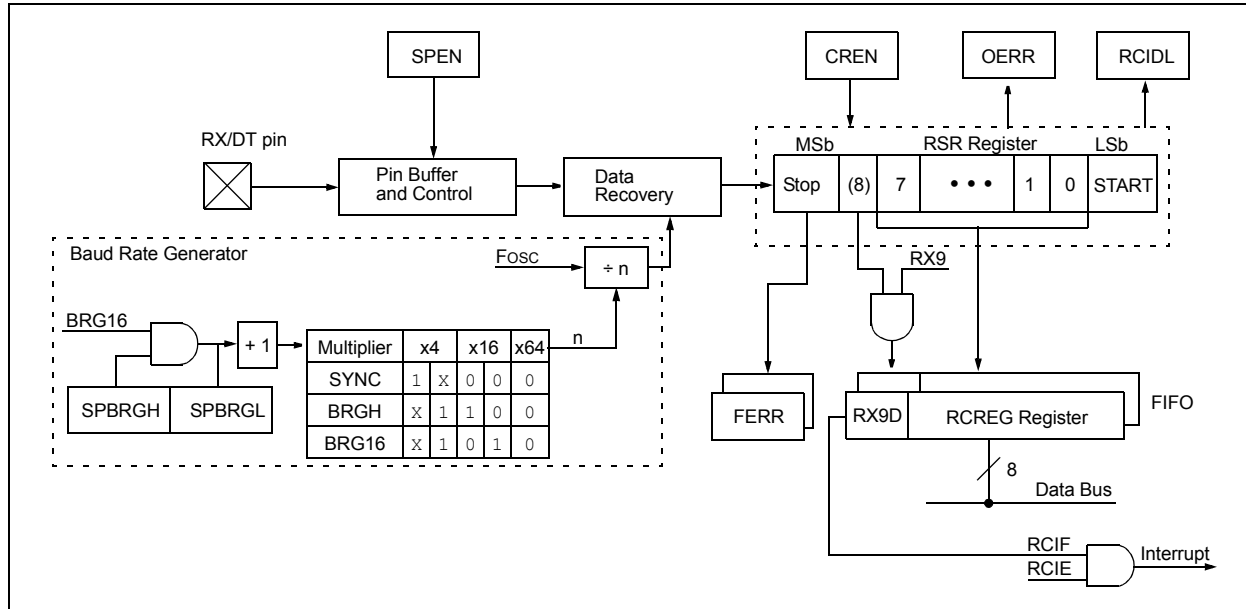 SPEN
CREN
OERR
RCIDL
RX/DT pin
MSb
RSR Register
LSb
Pin Buffer
and Control
Data
Recovery
Stop (8) 7 • • • 1 0 START
Baud Rate Generator
FOSC
÷ n
RX9
BRG16
+ 1
n
Multiplier x4 x16 x64
SYNC 1 X 0 0 0
BRGH X 1 1 0 0
BRG16 X 1 0 1 0
SPBRGH SPBRGL
FERR
RX9D RCREG Register
FIFO
8
Data Bus
RCIF
RCIE
Interrupt